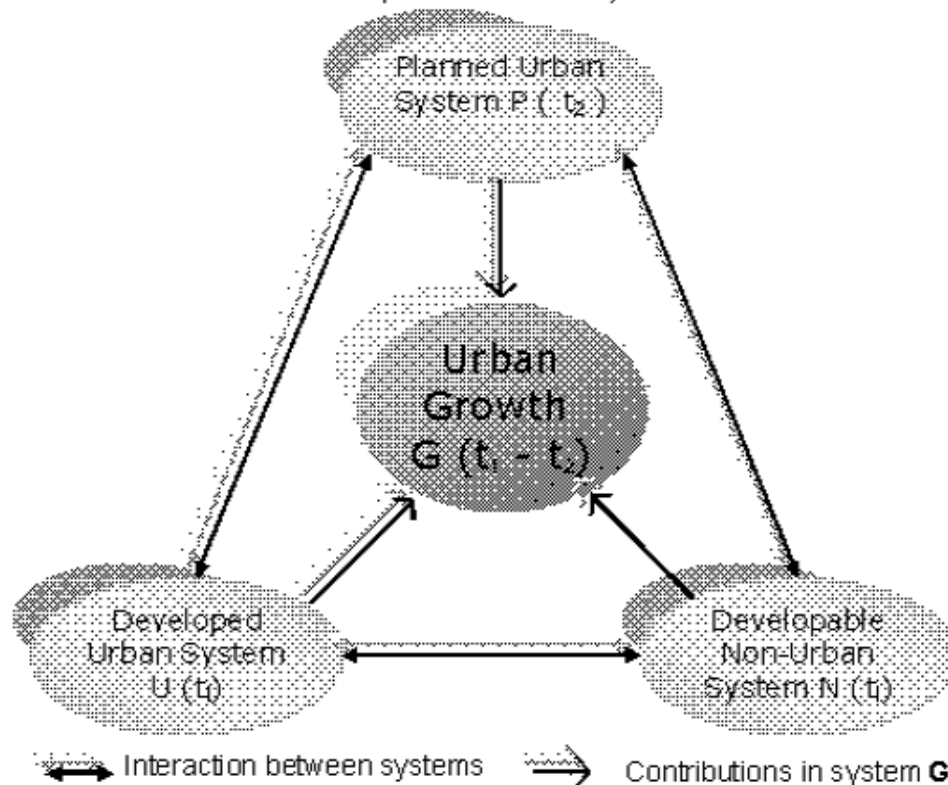 Planned Urban
System P ( t₂ )
Urban
Growth
G (t₁ - t₂)
Developed
Urban System
U (t₁)
Developable
Non-Urban
System N (t₁)
Interaction between systems
Contributions in system G